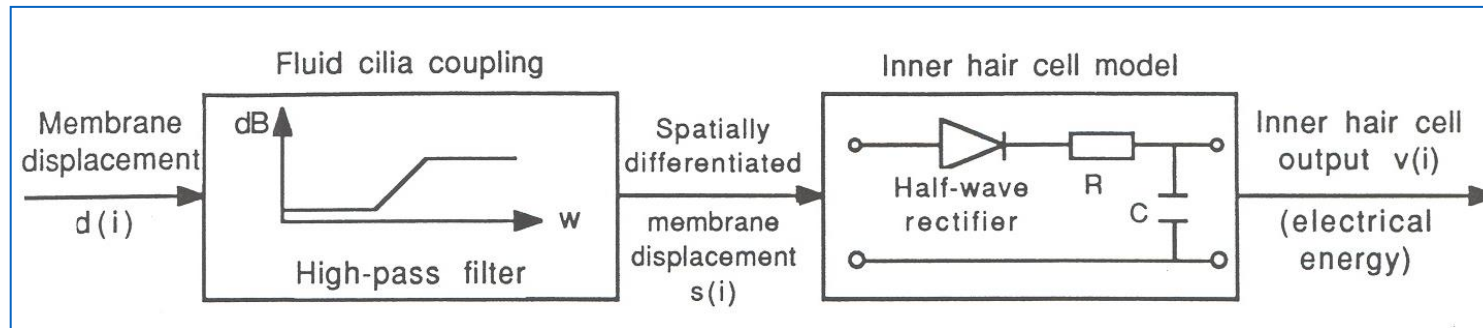 Fluid cilia coupling
Inner hair cell model
Membrane
displacement
d(i)
dB
w
High-pass filter
Spatially
differentiated
membrane
displacement
s(i)
Half-wave
rectifier
R
C
Inner hair cell
output v(i)
(electrical
energy)